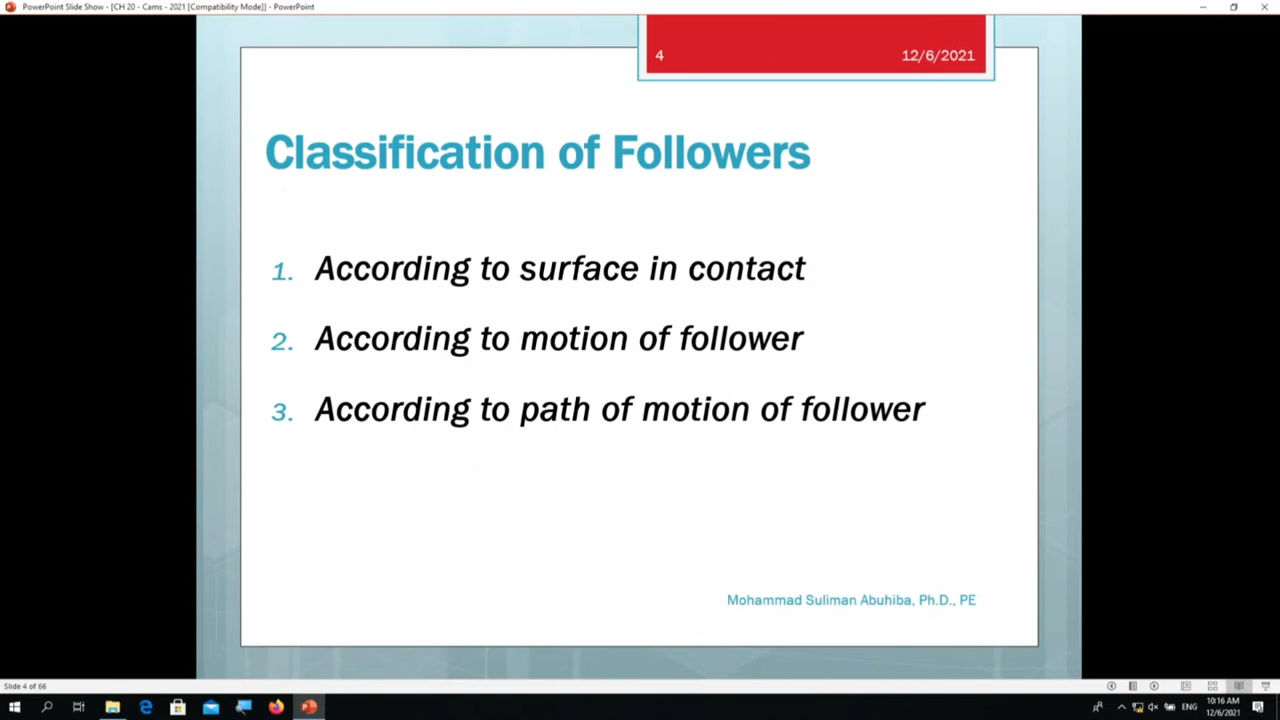 PowerPoint Slide Show - [CH 20 - Cams - 2021 [Compatibility Mode]] - PowerPoint
4 12/6/2021
Classification of Followers
1. According to surface in contact
2. According to motion of follower
3. According to path of motion of follower
Mohammad Suliman Abuhiba, Ph.D., PE
Slide 4 of 66
ENG
10:16 AM
12/6/2021